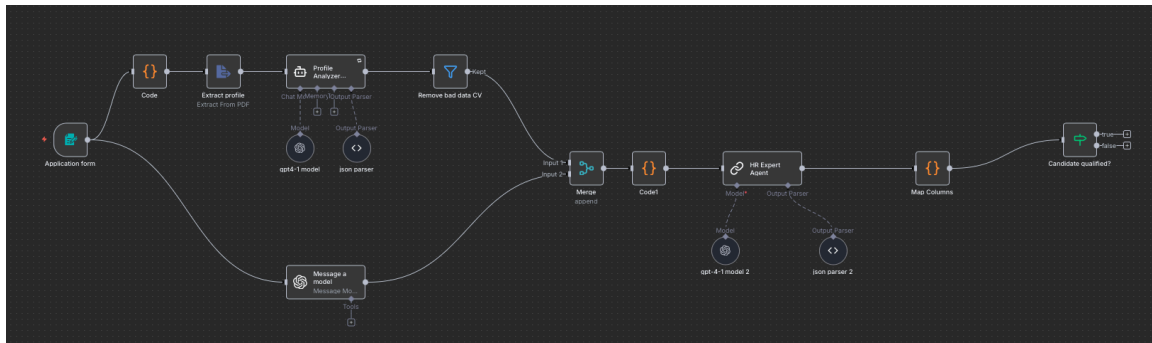 Code
Extract profile
Extract From PDF
Profile
Analyzer...
Output Parser
Model
gpt4-1 model
Output Parser
json parser
Remove bad data CV
Kept
Application form
Message a
model
Message Mo...
Tools
Input 1
Input 2
Merge
append
Code1
HR Expert
Agent
Model*
Output Parser
Model
gpt-4-1 model 2
Output Parser
json parser 2
Map Columns
Candidate qualified?
true
false